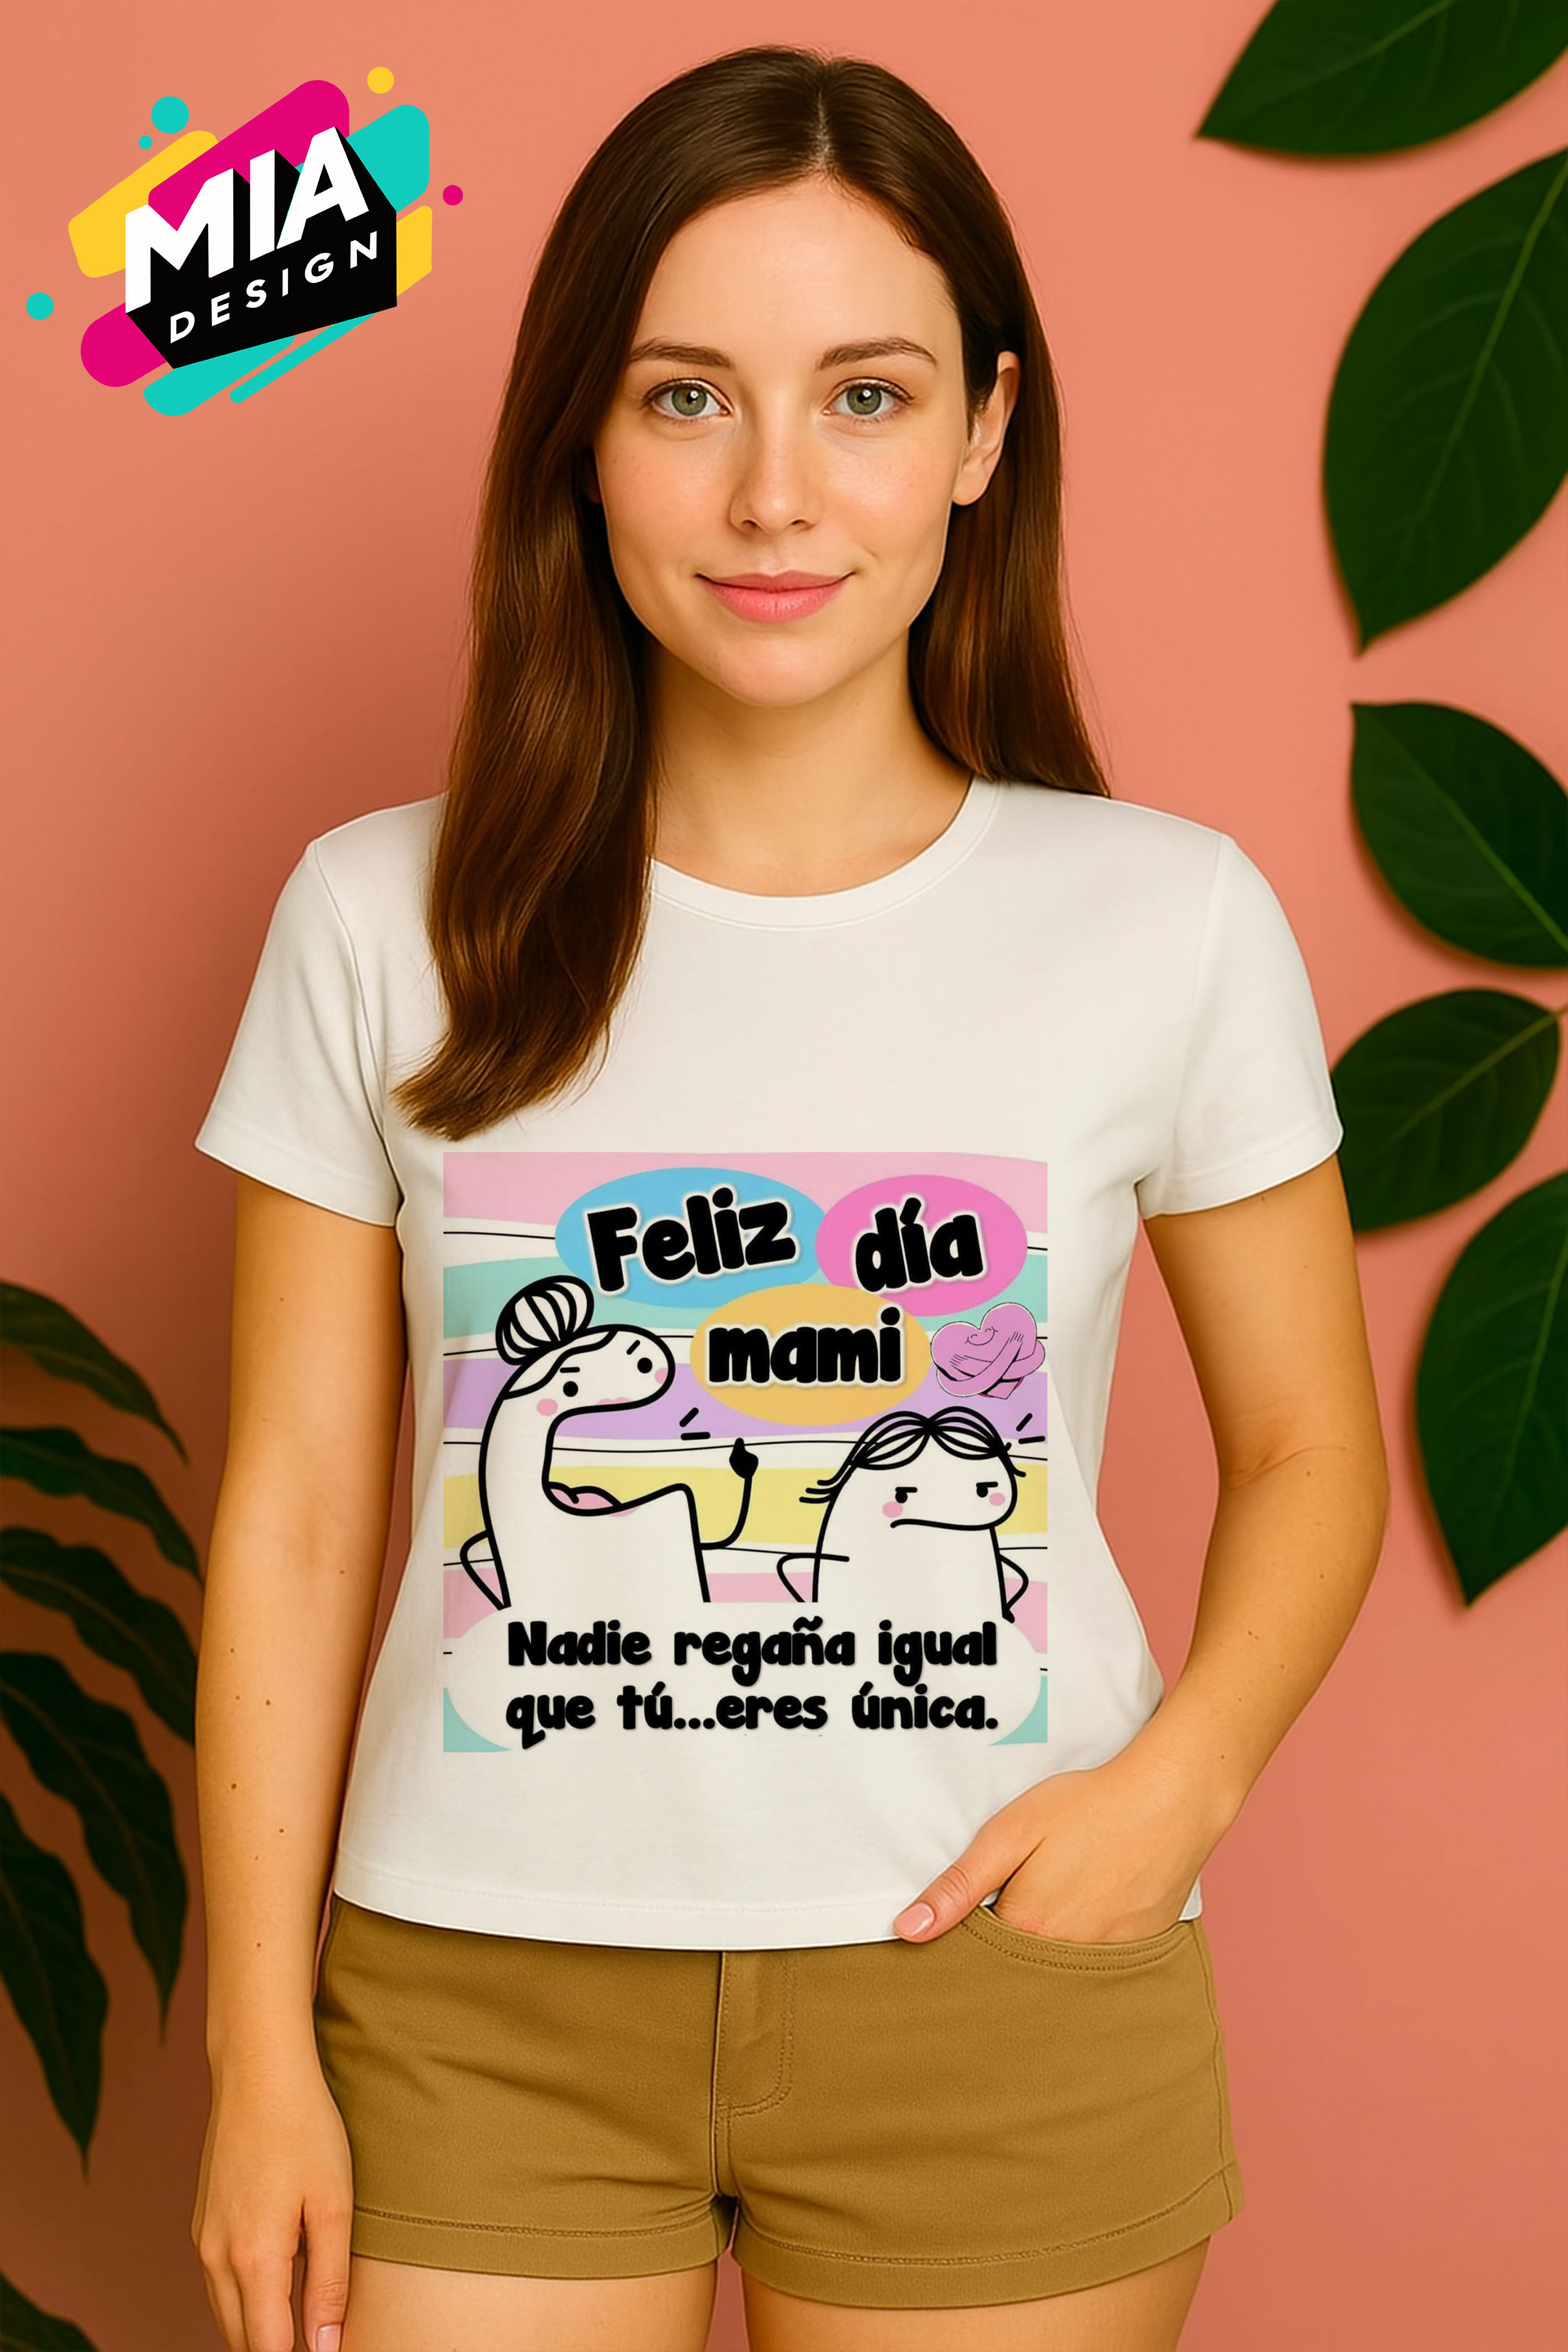 MIA
DESIGN
Feliz día
mami
Nadie regaña igual
que tú...eres única.